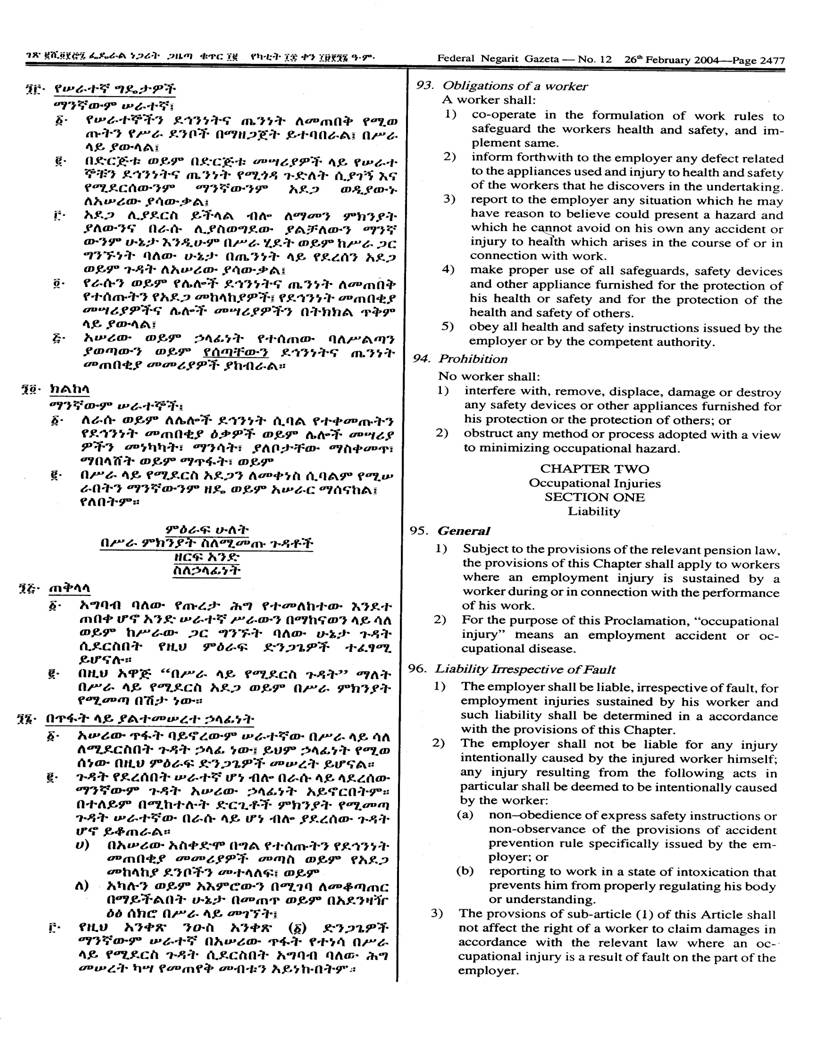 ገጽ ፪ሺ፬፻፸፯ ፌዴራል ነጋሪት ጋዜጣ ቁጥር ፲፪ የካቲት ፲፰ ቀን ፲፱፻፺፮ ዓ·ም·
፺፫· የሠራተኛ ግዴታዎች
ማንኛውም ሠራተኛ፤
፩· የሠራተኞችን ደኅንነትና ጤንነት ለመጠበቅ የሚወ
ጡትን የሥራ ደንቦች በማዘጋጀት ይተባበራል፤ በሥራ
ላይ ያውላል፤
፪· በድርጅቱ ወይም በድርጅቱ መሣሪያዎች ላይ የሠራተ
ኞቹን ደኅንነትና ጤንነት የሚጎዳ ጉድለት ሲያገኝ እና
የሚደርሰውንም ማንኛውንም አደጋ ወዲያውኑ
ለአሠሪው ያሳውቃል፤
፫· አደጋ ሊያደርስ ይችላል ብሎ ለማመን ምክንያት
ያለውንና በራሱ ሊያስወግደው ያልቻለውን ማንኛ
ውንም ሁኔታ እንዲሁም በሥራ ሂደት ወይም ከሥራ ጋር
ግንኙነት ባለው ሁኔታ በጤንነት ላይ የደረሰን አደጋ
ወይም ጉዳት ለአሠሪው ያሳውቃል፤
፬· የራሱን ወይም የሌሎች ደኅንነትና ጤንነት ለመጠበቅ
የተሰጡትን የአደጋ መከላከያዎች፤ የደኅንነት መጠበቂያ
መሣሪያዎችና ሌሎች መሣሪያዎችን በትክክል ጥቅም
ላይ ያውላል፤
፭· አሠሪው ወይም ኃላፊነት የተሰጠው ባለሥልጣን
ያወጣውን ወይም የሰጣቸውን ደኅንነትና ጤንነት
መጠበቂያ መመሪያዎች ያከብራል።
፺፬· ክልከላ
ማንኛውም ሠራተኞች፤
፩· ለራሱ ወይም ለሌሎች ደኅንነት ሲባል የተቀመጡትን
የደኅንነት መጠበቂያ ዕቃዎች ወይም ሌሎች መሣሪያ
ዎችን መነካካት፣ ማንሳት፣ ያለቦታቸው ማስቀመጥ፣
ማበላሸት ወይም ማጥፋት፣ ወይም
፪· በሥራ ላይ የሚደርስ አደጋን ለመቀነስ ሲባልም የሚሠ
ራበትን ማንኛውንም ዘዴ ወይም አሠራር ማሰናከል፤
የለበትም።
ምዕራፍ ሁለት
በሥራ ምክንያት ስለሚመጡ ጉዳቶች
ዘርፍ አንድ
ስለኃላፊነት
፺፭· ጠቅላላ
፩· አግባብ ባለው የጡረታ ሕግ የተመለከተው እንደተ
ጠበቀ ሆኖ አንድ ሠራተኛ ሥራውን በማከናወን ላይ ሳለ
ወይም ከሥራው ጋር ግንኙት ባለው ሁኔታ ጉዳት
ሲደርስበት የዚህ ምዕራፍ ድንጋጌዎች ተፈፃሚ
ይሆናሉ።
፪· በዚህ አዋጅ “በሥራ ላይ የሚደርስ ጉዳት” ማለት
በሥራ ላይ የሚደርስ አደጋ ወይም በሥራ ምክንያት
የሚመጣ በሽታ ነው።
፺፮· በጥፋት ላይ ያልተመሠረተ ኃላፊነት
፩· አሠሪው ጥፋት ባይኖረውም ሠራተኛው በሥራ ላይ ሳለ
ለሚደርስበት ጉዳት ኃላፊ ነው፤ ይህም ኃላፊነት የሚወ
ሰነው በዚህ ምዕራፍ ድንጋጌዎች መሠረት ይሆናል።
፪· ጉዳት የደረሰበት ሠራተኛ ሆነ ብሎ በራሱ ላይ ላደረሰው
ማንኛውም ጉዳት አሠሪው ኃላፊነት አይኖርበትም።
በተለይም በሚከተሉት ድርጊቶች ምክንያት የሚመጣ
ጉዳት ሠራተኛው በራሱ ላይ ሆነ ብሎ ያደረሰው ጉዳት
ሆኖ ይቆጠራል።
ሀ) በአሠሪው አስቀድሞ በግልፅ የተሰጡትን የደኅንነት
መጠበቂያ መመሪያዎች መጣስ ወይም የአደጋ
መከላከያ ደንቦችን መተላለፍ፤ ወይም
ለ) አካሉን ወይም አእምሮውን በሚገባ ለመቆጣጠር
በማይችልበት ሁኔታ በመጠጥ ወይም በአደንዛዥ
ዕፅ ሰክሮ በሥራ ላይ መገኘት፤
፫· የዚህ አንቀጽ ንዑስ አንቀጽ (፩) ድንጋጌዎች
ማንኛውም ሠራተኛ በአሠሪው ጥፋት የተነሳ በሥራ
ላይ የሚደርስ ጉዳት ሲደርስበት አግባብ ባለው ሕግ
መሠረት ካሣ የመጠየቅ መብቱን አይነኩበትም።
Federal Negarit Gazeta — No. 12 26th February 2004—Page 2477
93. Obligations of a worker
A worker shall:
1) co-operate in the formulation of work rules to
safeguard the workers health and safety, and im-
plement same.
2) inform forthwith to the employer any defect related
to the appliances used and injury to health and safety
of the workers that he discovers in the undertaking.
3) report to the employer any situation which he may
have reason to believe could present a hazard and
which he cannot avoid on his own any accident or
injury to health which arises in the course of or in
connection with work.
4) make proper use of all safeguards, safety devices
and other appliance furnished for the protection of
his health or safety and for the protection of the
health and safety of others.
5) obey all health and safety instructions issued by the
employer or by the competent authority.
94. Prohibition
No worker shall:
1) interfere with, remove, displace, damage or destroy
any safety devices or other appliances furnished for
his protection or the protection of others; or
2) obstruct any method or process adopted with a view
to minimizing occupational hazard.
CHAPTER TWO
Occupational Injuries
SECTION ONE
Liability
95. General
1) Subject to the provisions of the relevant pension law,
the provisions of this Chapter shall apply to workers
where an employment injury is sustained by a
worker during or in connection with the performance
of his work.
2) For the purpose of this Proclamation, “occupational
injury” means an employment accident or oc-
cupational disease.
96. Liability Irrespective of Fault
1) The employer shall be liable, irrespective of fault, for
employment injuries sustained by his worker and
such liability shall be determined in a accordance
with the provisions of this Chapter.
2) The employer shall not be liable for any injury
intentionally caused by the injured worker himself;
any injury resulting from the following acts in
particular shall be deemed to be intentionally caused
by the worker:
(a) non–obedience of express safety instructions or
non-observance of the provisions of accident
prevention rule specifically issued by the em-
ployer; or
(b) reporting to work in a state of intoxication that
prevents him from properly regulating his body
or understanding.
3) The provsions of sub-article (1) of this Article shall
not affect the right of a worker to claim damages in
accordance with the relevant law where an oc-
cupational injury is a result of fault on the part of the
employer.